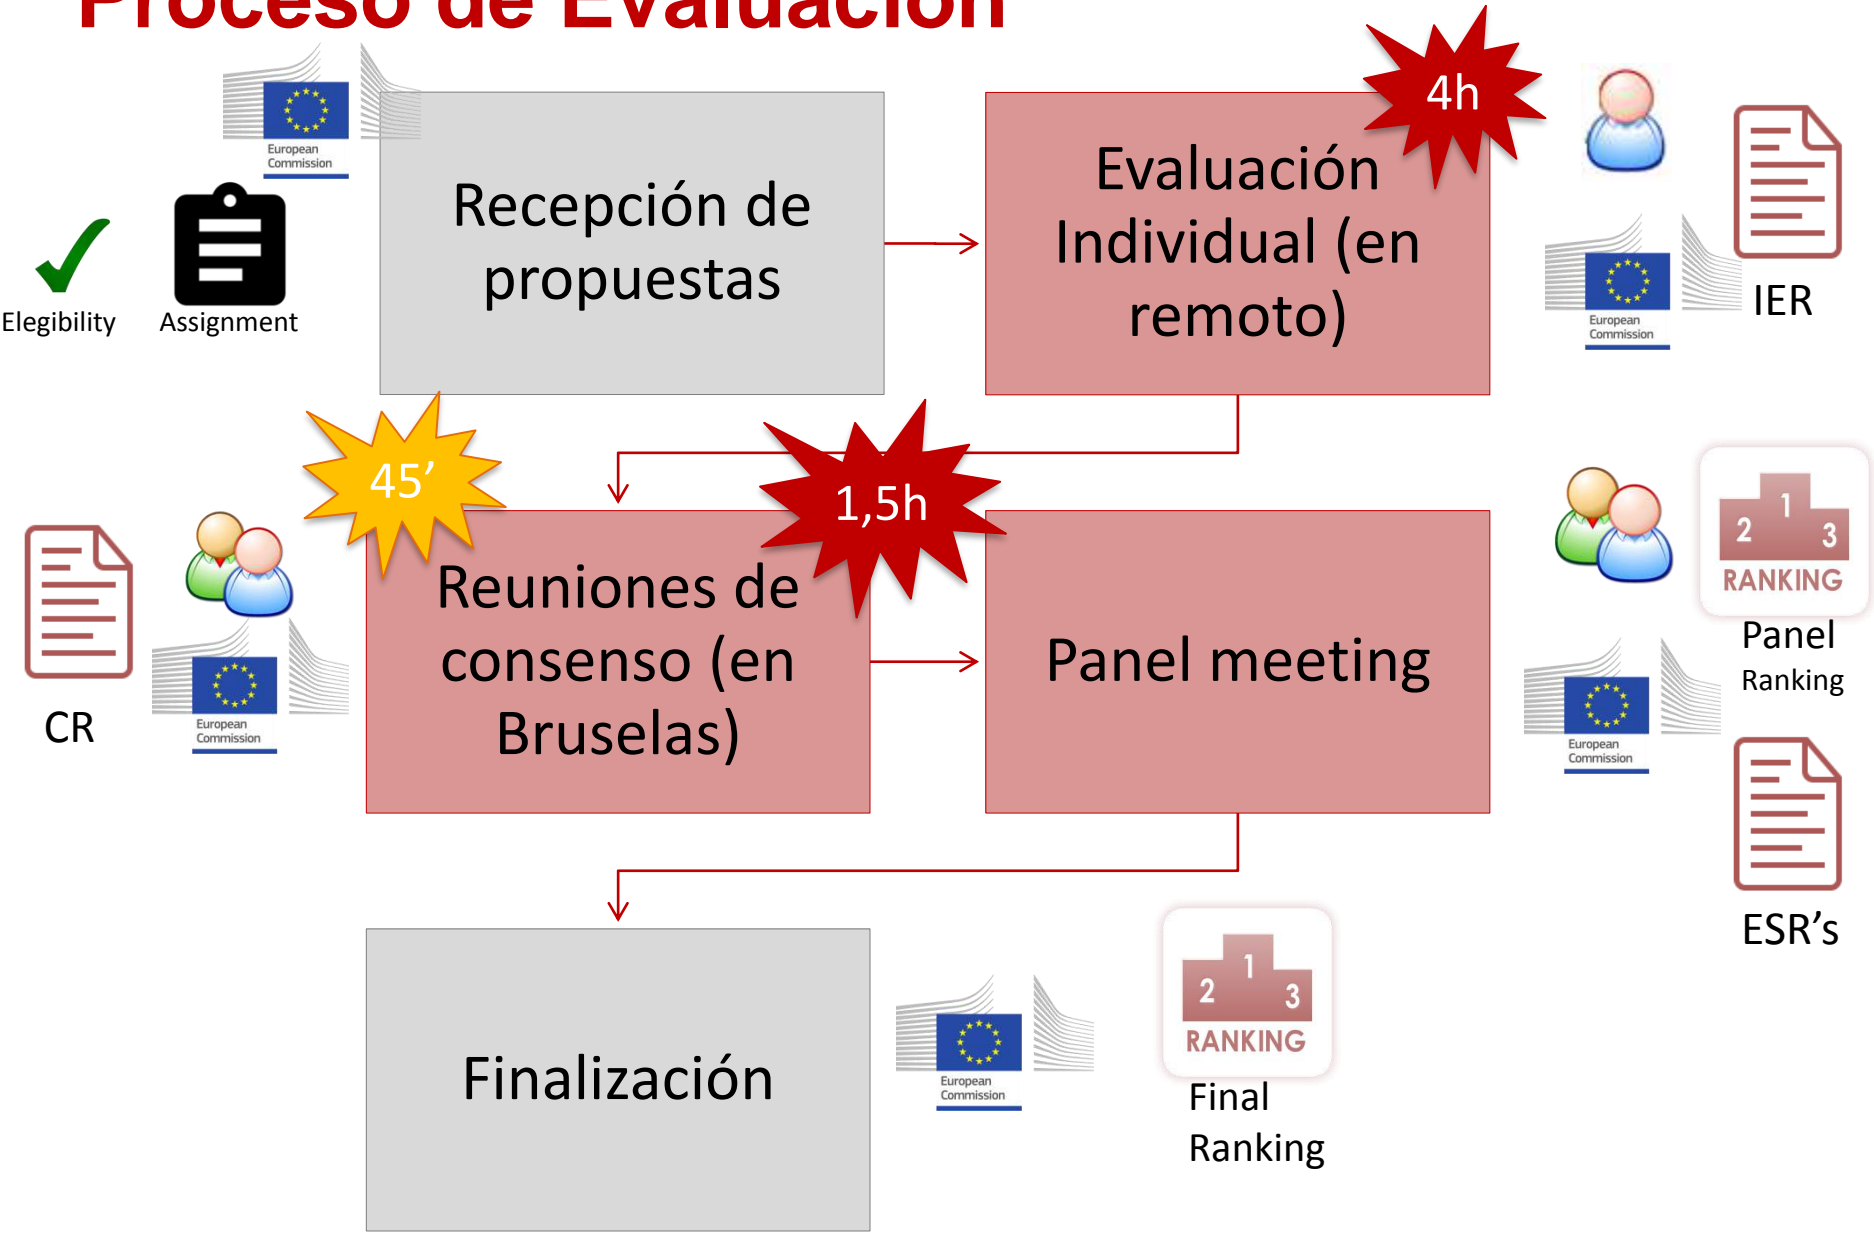 Proceso de Evaluación
European
Commission
Elegibility
Assignment
Recepción de
propuestas
Evaluación
Individual (en
remoto)
4h
European
Commission
IER
45’
1,5h
CR
European
Commission
Reuniones de
consenso (en
Bruselas)
Panel meeting
1
2
3
RANKING
Panel
Ranking
European
Commission
ESR’s
Finalización
European
Commission
1
2
3
RANKING
Final
Ranking